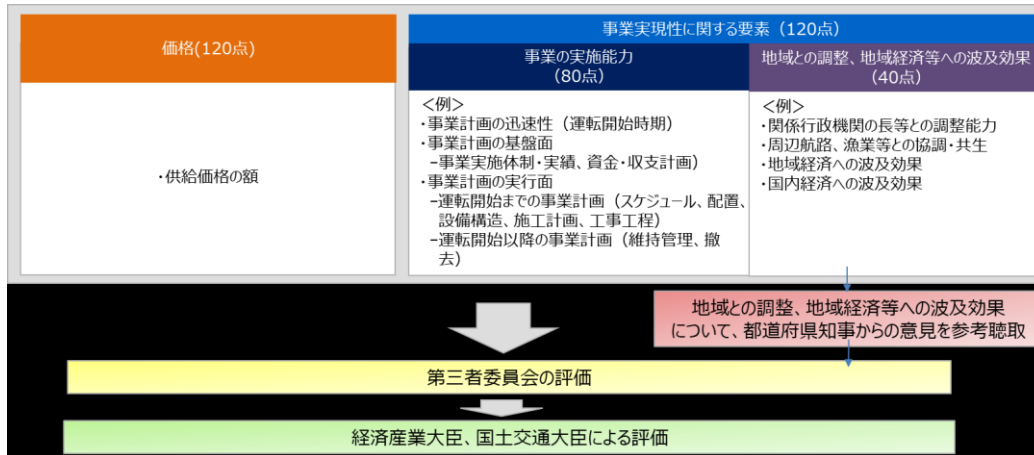 価格(120点)
・供給価格の額
事業実現性に関する要素（120点）
事業の実施能力
（80点）
＜例＞
・事業計画の迅速性（運転開始時期）
・事業計画の基盤面
−事業実施体制・実績、資金・収支計画）
・事業計画の実行面
−運転開始までの事業計画（スケジュール、配置、
設備構造、施工計画、工事工程）
−運転開始以降の事業計画（維持管理、撤
去）
地域との調整、地域経済等への波及効果
（40点）
＜例＞
・関係行政機関の長等との調整能力
・周辺航路、漁業等との協調・共生
・地域経済への波及効果
・国内経済への波及効果
地域との調整、地域経済等への波及効果
について、都道府県知事からの意見を参考聴取
第三者委員会の評価
経済産業大臣、国土交通大臣による評価